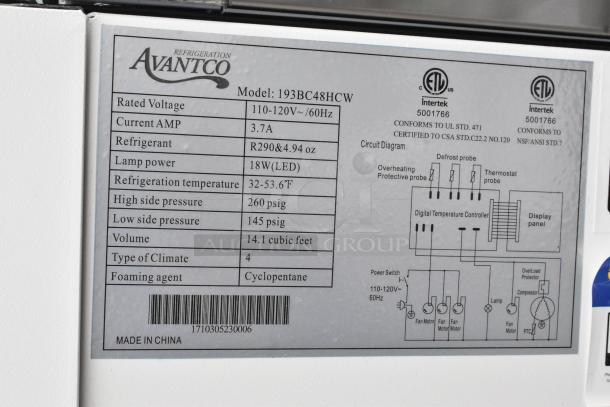 REFRIGERATION
AVANTCO
Model: 193BC48HCW
Rated Voltage 110-120V~/60Hz
Current AMP 3.7A
Refrigerant R290&4.94 oz
Lamp power 18W(LED)
Refrigeration temperature 32-53.6℉
High side pressure 260 psig
Low side pressure 145 psig
Volume 14.1 cubic feet
Type of Climate 4
Foaming agent Cyclopentane
1710305230006
MADE IN CHINA
C ETL US
Intertek
5001766
CONFORMS TO UL STD. 471
CERTIFIED TO CSA STD.C22.2 NO.120
ETL
Intertek
5001766
CONFORMS TO
NSF/ANSI STD.7
Circuit Diagram
Defrost probe
Overheating
Protective probe
Thermostat
probe
Digital Temperature Controller
Display
panel
Power Switch
110-120V~
60Hz
Fan Motor
Fan
Motor
Fan
Motor
Lamp
Fan
Motor
OverLoad
Protector
Compressor
PTC
AUCTION GROUP